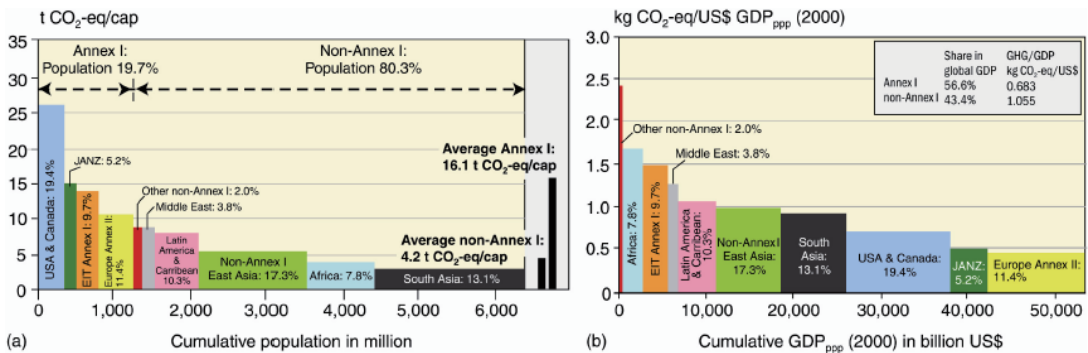 t CO₂-eq/cap
35
30
25
20
15
10
5
0
Annex I:
Population 19.7%
Non-Annex I:
Population 80.3%
USA & Canada: 19.4%
JANZ: 5.2%
EIT Annex I: 9.7%
Europe Annex II:
11.4%
Other non-Annex I: 2.0%
Middle East: 3.8%
Latin
America
&
Carribean
10.3%
Non-Annex I
East Asia: 17.3%
Africa: 7.8%
South Asia: 13.1%
Average Annex I:
16.1 t CO₂-eq/cap
Average non-Annex I:
4.2 t CO₂-eq/cap
0
1,000
2,000
3,000
4,000
5,000
6,000
(a)
Cumulative population in million
kg CO₂-eq/US$ GDPppp (2000)
3.0
2.5
2.0
1.5
1.0
0.5
0
Share in
global GDP
GHG/GDP
kg CO₂-eq/US$
Annex I
56.6%
0.683
non-Annex I
43.4%
1.055
Other non-Annex I: 2.0%
Middle East: 3.8%
Africa: 7.8%
EIT Annex I: 9.7%
Latin America
and Carribean:
10.3%
Non-Annex I
East Asia:
17.3%
South
Asia:
13.1%
USA & Canada:
19.4%
JANZ:
5.2%
Europe Annex II:
11.4%
0
10,000
20,000
30,000
40,000
50,000
(b)
Cumulative GDPppp (2000) in billion US$